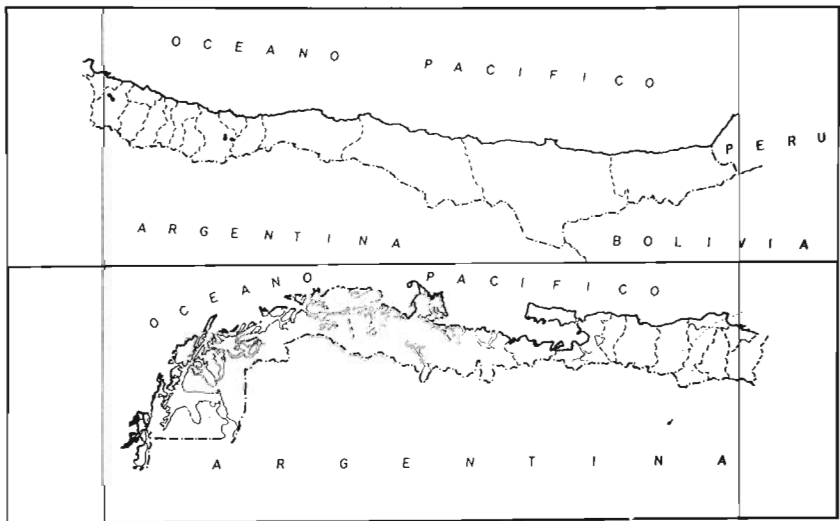 OCEANO PACIFICO
PERU
ARGENTINA
BOLIVIA
OCEANO PACIFICO
ARGENTINA